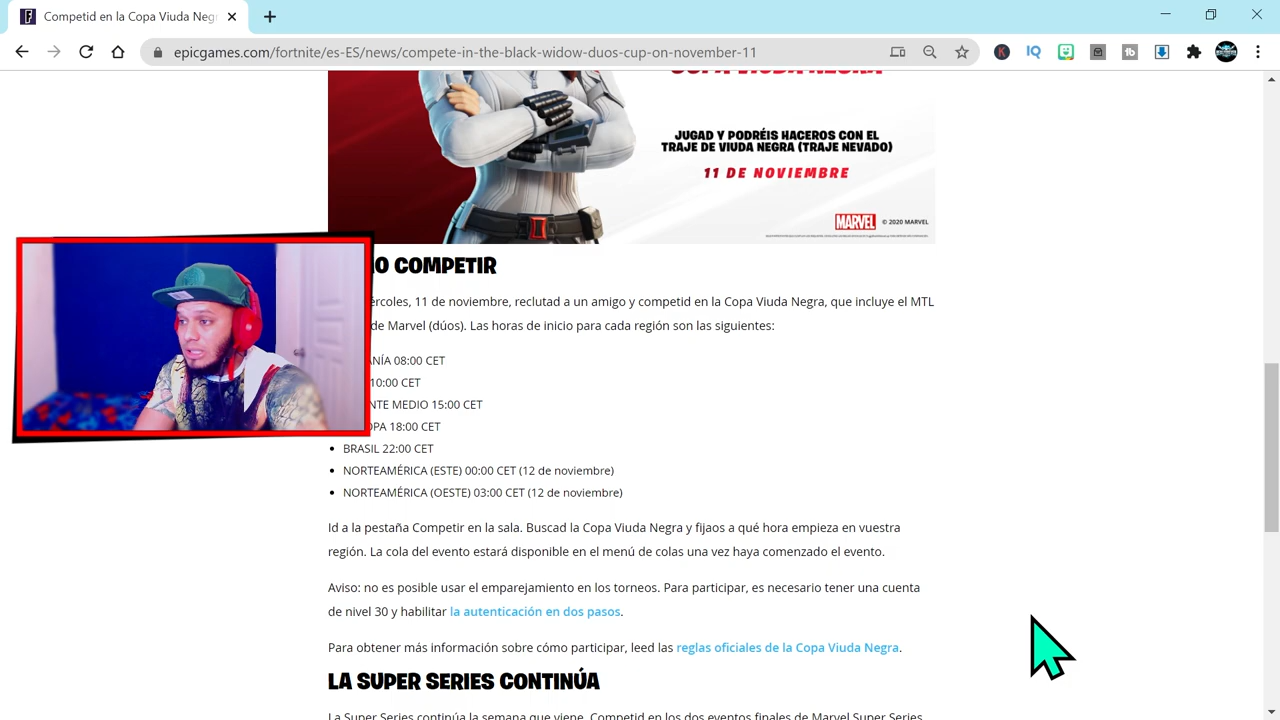 Competid en la Copa Viuda Neg
epicgames.com/fortnite/es-ES/news/compete-in-the-black-widow-duos-cup-on-november-11
JUGAD Y PODRÉIS HACEROS CON EL
TRAJE DE VIUDA NEGRA (TRAJE NEVADO)
11 DE NOVIEMBRE
MARVEL © 2020 MARVEL
COMPETIR
11 de noviembre, reclutad a un amigo y competid en la Copa Viuda Negra, que incluye el MTL
de Marvel (dúos). Las horas de inicio para cada región son las siguientes:
08:00 CET
10:00 CET
MEDIO 15:00 CET
18:00 CET
• BRASIL 22:00 CET
• NORTEAMÉRICA (ESTE) 00:00 CET (12 de noviembre)
• NORTEAMÉRICA (OESTE) 03:00 CET (12 de noviembre)
Id a la pestaña Competir en la sala. Buscad la Copa Viuda Negra y fijaos a qué hora empieza en vuestra
región. La cola del evento estará disponible en el menú de colas una vez haya comenzado el evento.
Aviso: no es posible usar el emparejamiento en los torneos. Para participar, es necesario tener una cuenta
de nivel 30 y habilitar la autenticación en dos pasos.
Para obtener más información sobre cómo participar, leed las reglas oficiales de la Copa Viuda Negra.
LA SUPER SERIES CONTINÚA
La Super Series continúa la semana que viene. Competid en los dos eventos finales de Marvel Super Series